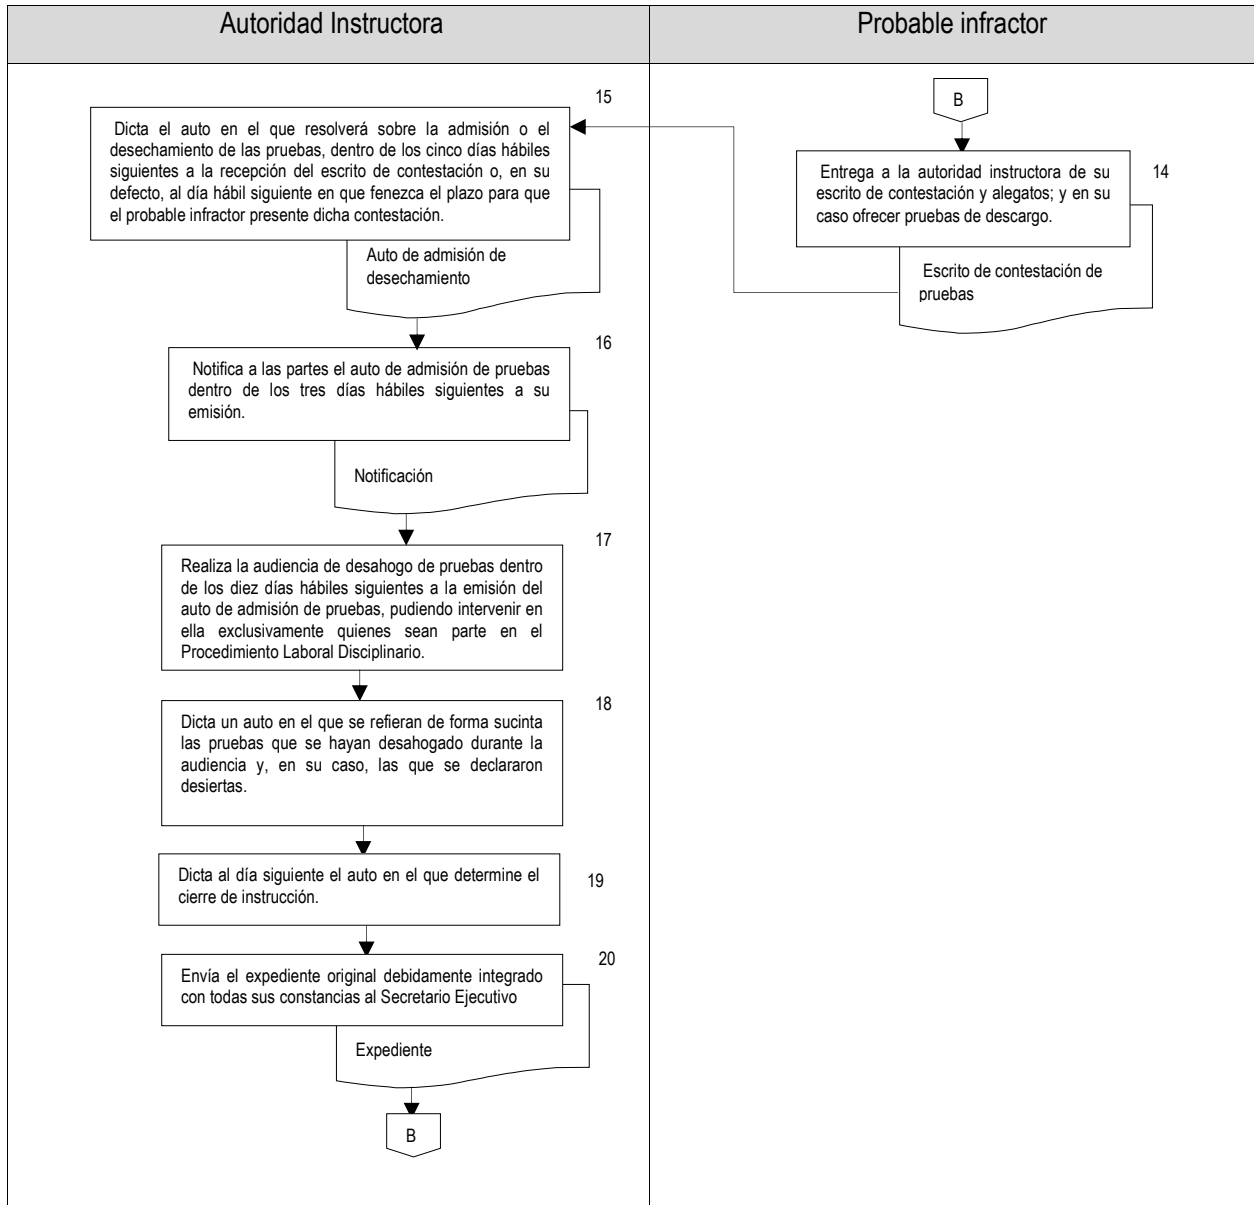 Autoridad Instructora
Probable infractor
15
Dicta el auto en el que resolverá sobre la admisión o el
desechamiento de las pruebas, dentro de los cinco días hábiles
siguientes a la recepción del escrito de contestación o, en su
defecto, al día hábil siguiente en que fenezca el plazo para que
el probable infractor presente dicha contestación.
Auto de admisión de
desechamiento
16
Notifica a las partes el auto de admisión de pruebas
dentro de los tres días hábiles siguientes a su
emisión.
Notificación
17
Realiza la audiencia de desahogo de pruebas dentro
de los diez días hábiles siguientes a la emisión del
auto de admisión de pruebas, pudiendo intervenir en
ella exclusivamente quienes sean parte en el
Procedimiento Laboral Disciplinario.
18
Dicta un auto en el que se refieran de forma sucinta
las pruebas que se hayan desahogado durante la
audiencia y, en su caso, las que se declararon
desiertas.
Dicta al día siguiente el auto en el que determine el
cierre de instrucción.
19
20
Envía el expediente original debidamente integrado
con todas sus constancias al Secretario Ejecutivo
Expediente
B
B
14
Entrega a la autoridad instructora de su
escrito de contestación y alegatos; y en su
caso ofrecer pruebas de descargo.
Escrito de contestación de
pruebas